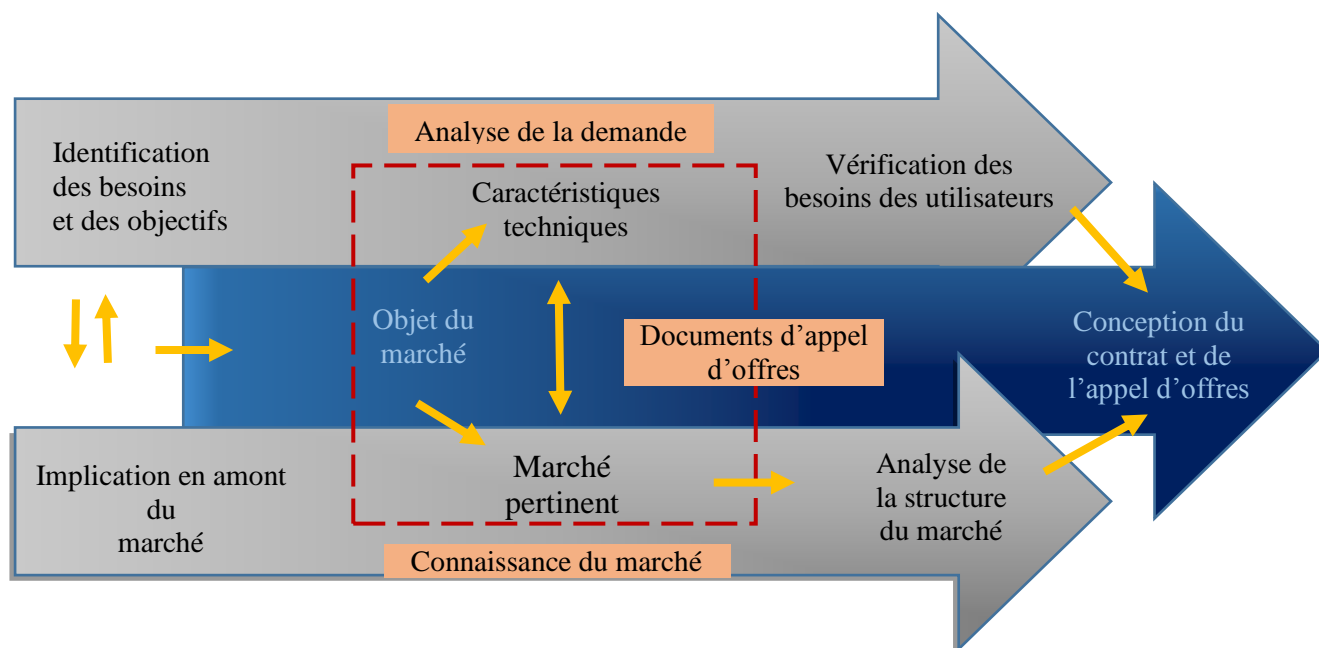 Analyse de la demande
Identification
des besoins
et des objectifs
Caractéristiques
techniques
Vérification des
besoins des utilisateurs
Objet du
marché
Documents d’appel
d’offres
Conception du
contrat et de
l’appel d’offres
Implication en amont
du
marché
Marché
pertinent
Analyse de
la structure
du marché
Connaissance du marché